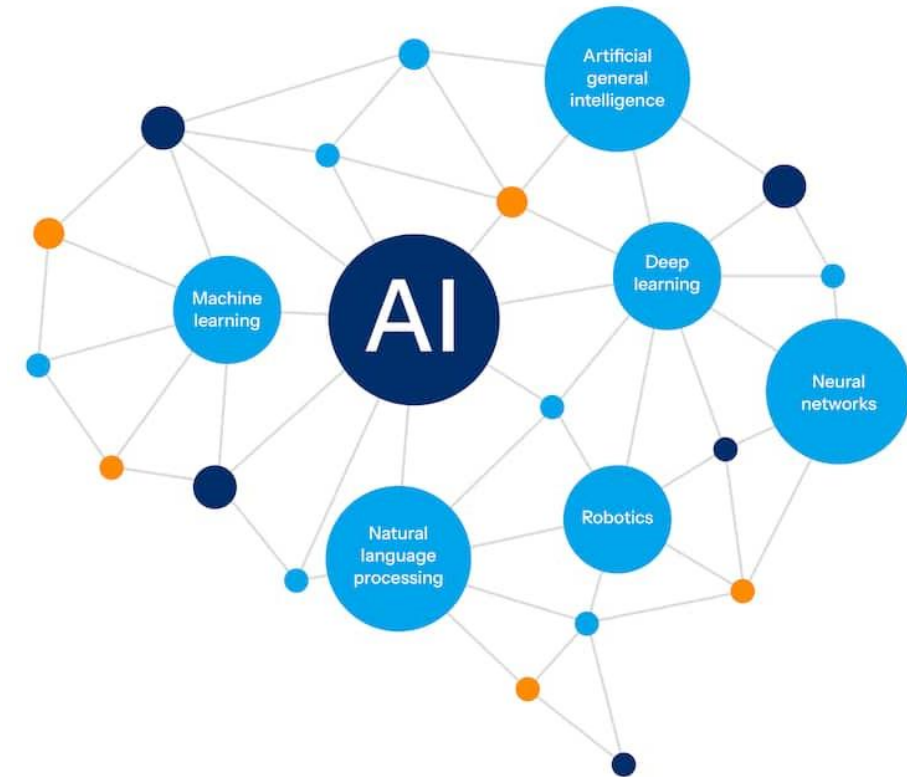 Artificial
general
intelligence
Deep
learning
Machine
learning
AI
Neural
networks
Natural
language
processing
Robotics